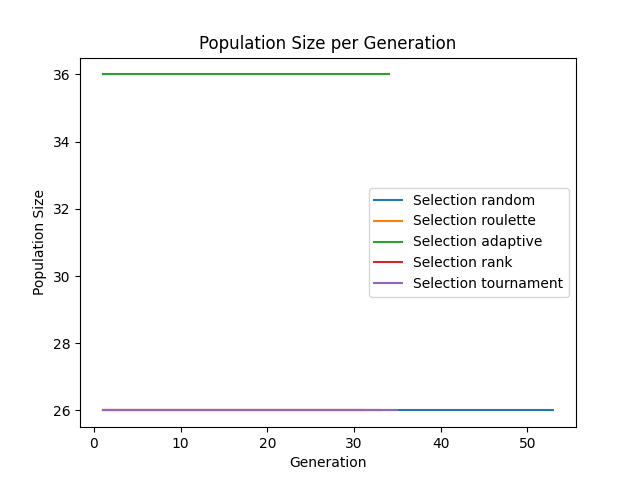 Population Size per Generation
Population Size
36
34
32
30
28
26
Selection random
Selection roulette
Selection adaptive
Selection rank
Selection tournament
0 10 20 30 40 50
Generation